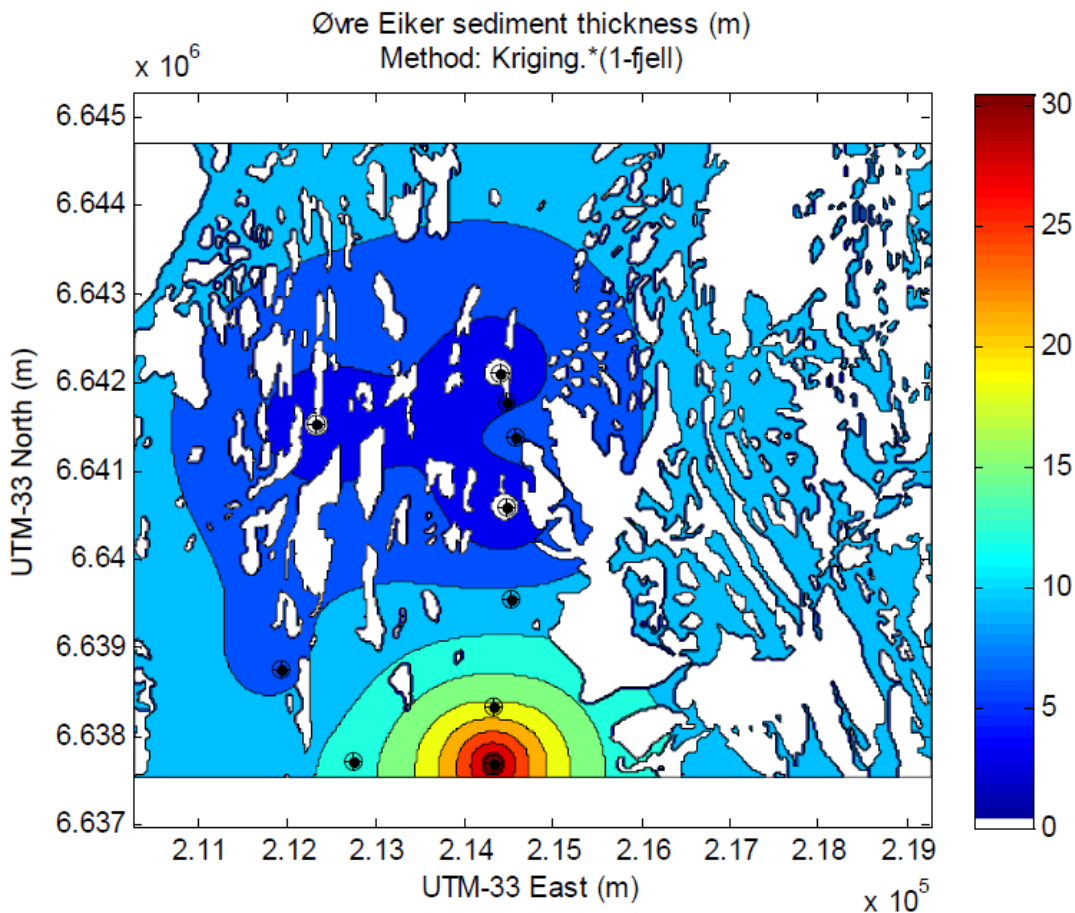 Øvre Eiker sediment thickness (m)
Method: Kriging.*(1-fjell)
x 10^6
6.645
6.644
6.643
6.642
6.641
6.64
6.639
6.638
6.637
UTM-33 North (m)
2.11 2.12 2.13 2.14 2.15 2.16 2.17 2.18 2.19
UTM-33 East (m)
x 10^5
30
25
20
15
10
5
0